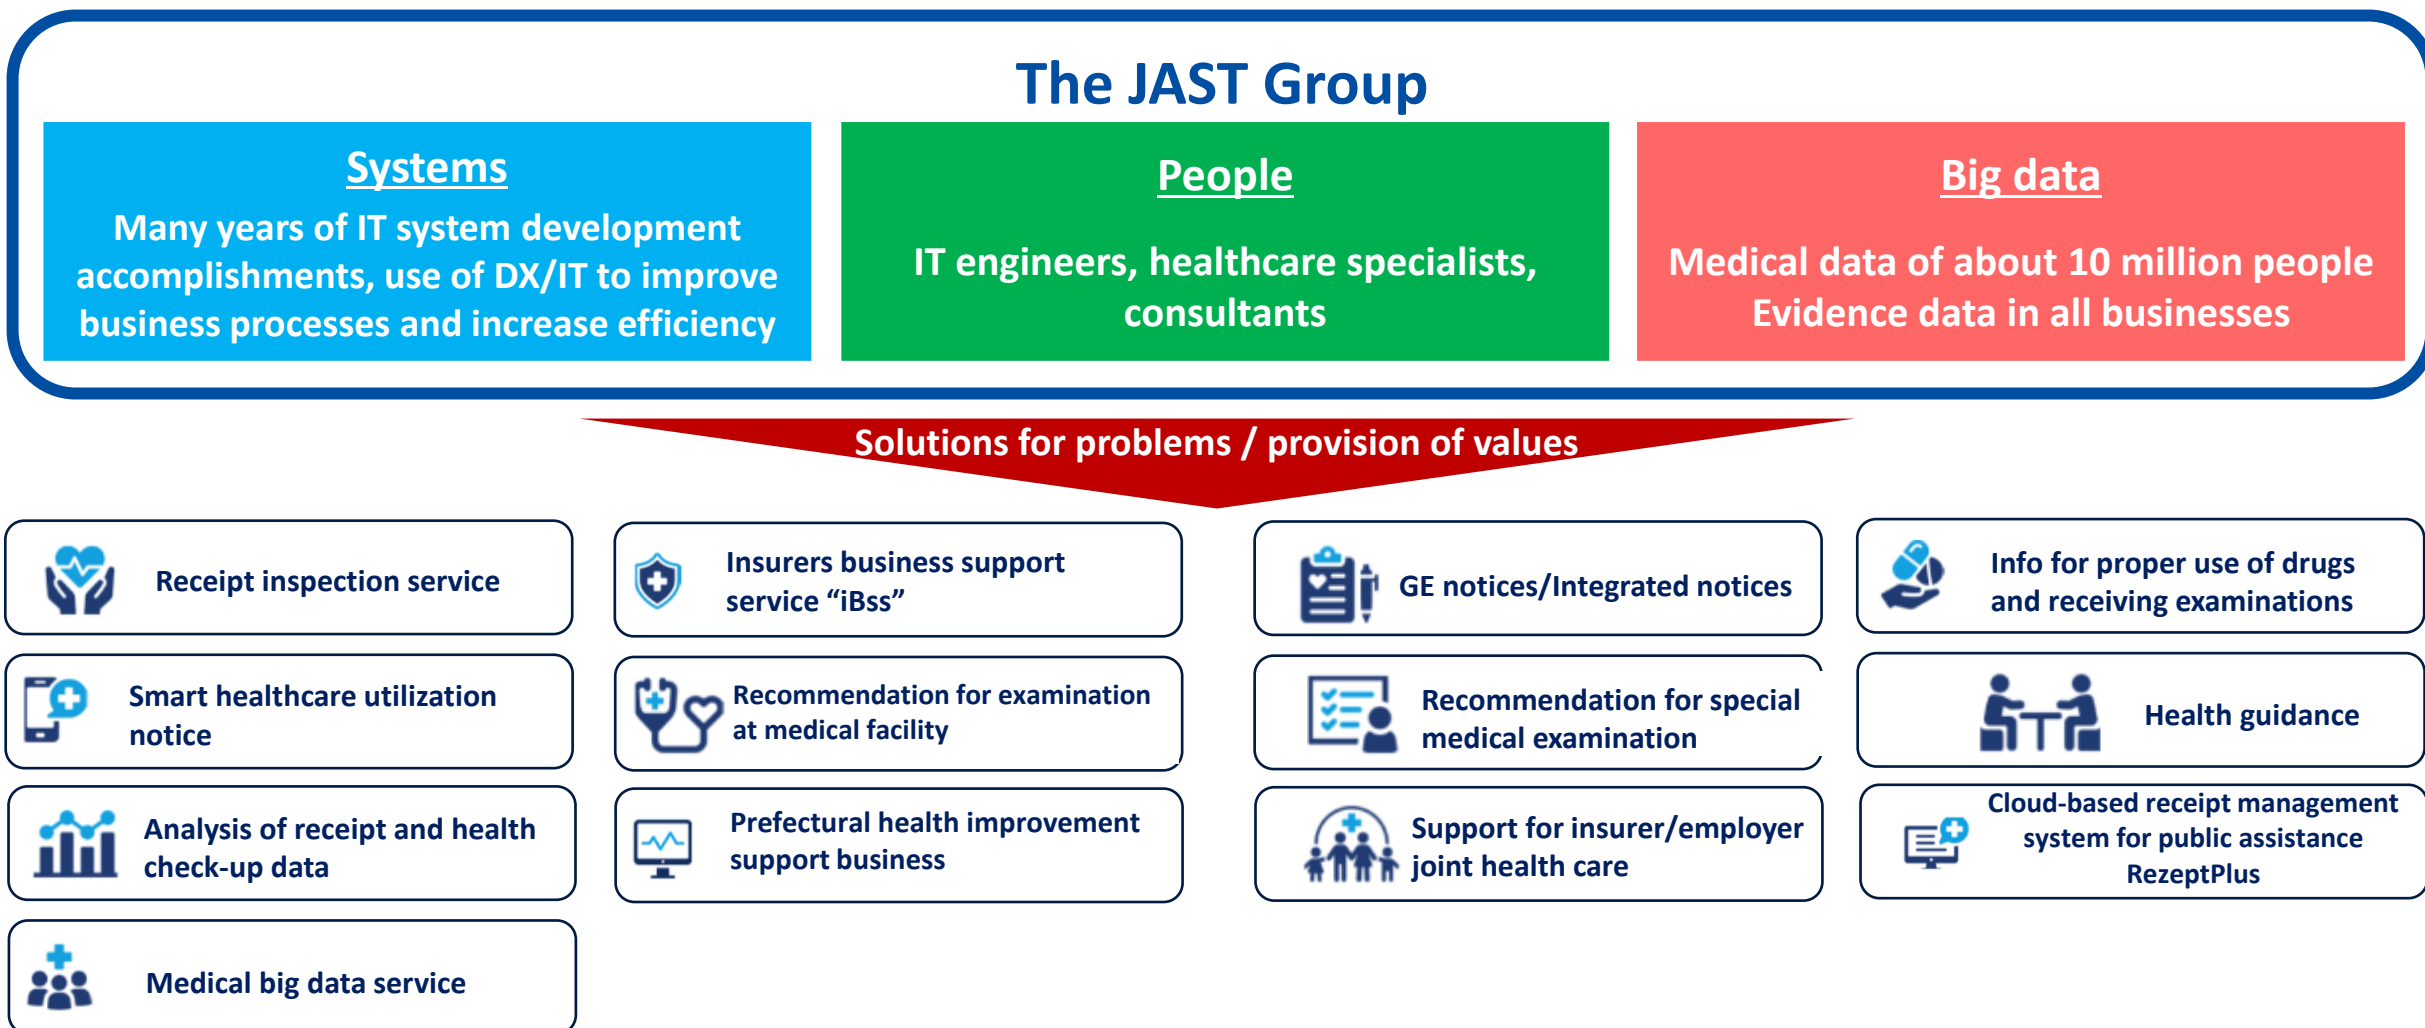 The JAST Group
Systems
Many years of IT system development
accomplishments, use of DX/IT to improve
business processes and increase efficiency
People
IT engineers, healthcare specialists,
consultants
Big data
Medical data of about 10 million people
Evidence data in all businesses
Solutions for problems / provision of values
Receipt inspection service
Insurers business support
service “iBss”
GE notices/Integrated notices
Info for proper use of drugs
and receiving examinations
Smart healthcare utilization
notice
Recommendation for examination
at medical facility
Recommendation for special
medical examination
Health guidance
Analysis of receipt and health
check-up data
Prefectural health improvement
support business
Support for insurer/employer
joint health care
Cloud-based receipt management
system for public assistance
RezeptPlus
Medical big data service